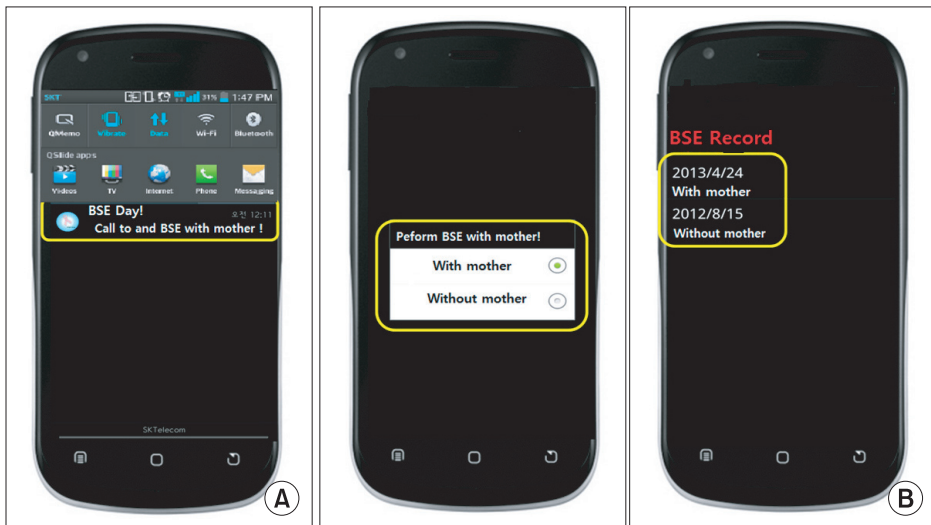 SKT 31% 1:47 PM
QMemo Vibrate Data Wi-Fi Bluetooth
QSlide apps
Videos TV Internet Phone Messaging
BSE Day! 오전 12:11
Call to and BSE with mother !
SKTelecom
A
Peform BSE with mother!
With mother
Without mother
BSE Record
2013/4/24
With mother
2012/8/15
Without mother
B